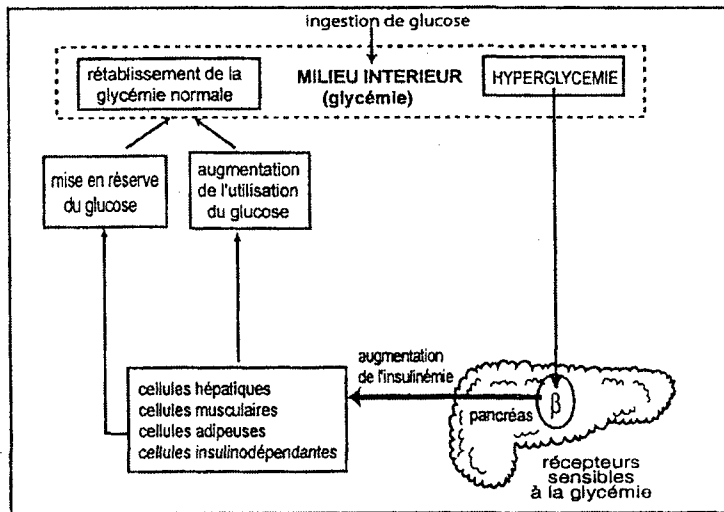 ingestion de glucose
rétablissement de la
glycémie normale
MILIEU INTERIEUR
(glycémie)
HYPERGLYCEMIE
mise en réserve
du glucose
augmentation
de l'utilisation
du glucose
augmentation
de l'insulinémie
cellules hépatiques
cellules musculaires
cellules adipeuses
cellules insulinodépendantes
pancréas
β
récepteurs
sensibles
à la glycémie